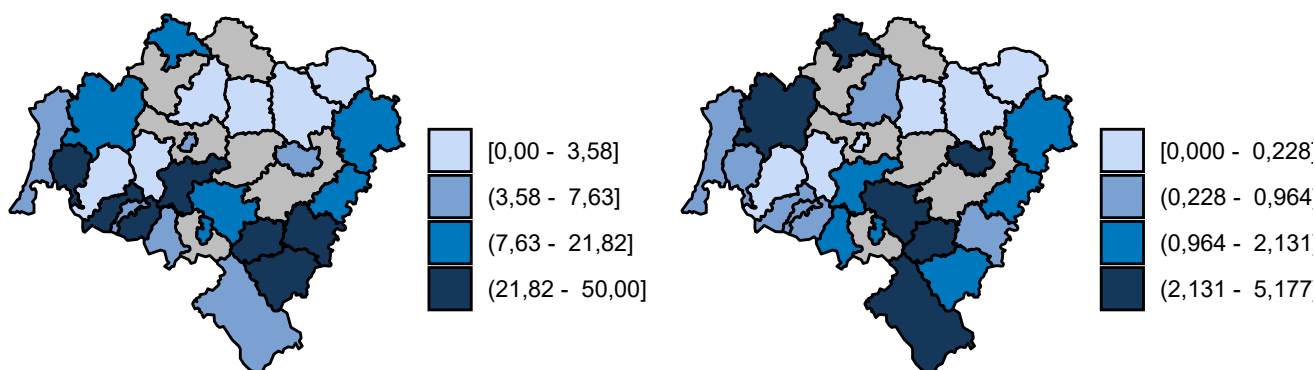 [0,00 - 3,58]
(3,58 - 7,63]
(7,63 - 21,82]
(21,82 - 50,00]
[0,000 - 0,228]
(0,228 - 0,964]
(0,964 - 2,131]
(2,131 - 5,177]